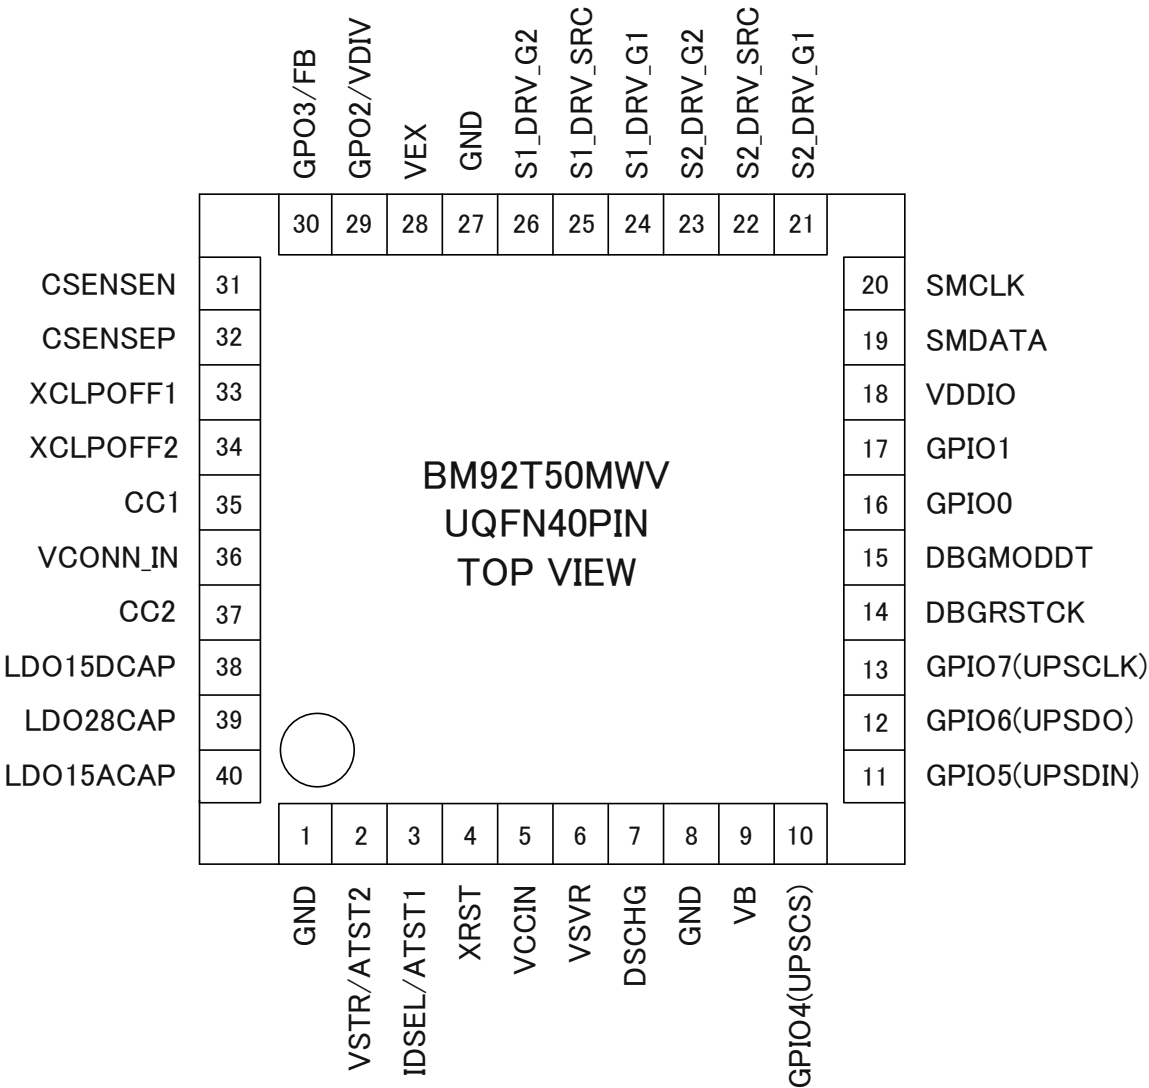 GPO3/FB
GPO2/VDIV
VEX
GND
S1_DRV_G2
S1_DRV_SRC
S1_DRV_G1
S2_DRV_G2
S2_DRV_SRC
S2_DRV_G1
30 29 28 27 26 25 24 23 22 21
CSENSEN 31
CSENSEP 32
XCLPOFF1 33
XCLPOFF2 34
CC1 35
VCONN_IN 36
CC2 37
LDO15DCAP 38
LDO28CAP 39
LDO15ACAP 40
BM92T50MWV
UQFN40PIN
TOP VIEW
20 SMCLK
19 SMDATA
18 VDDIO
17 GPIO1
16 GPIO0
15 DBGMODDT
14 DBGRSTCK
13 GPIO7(UPSCLK)
12 GPIO6(UPSDO)
11 GPIO5(UPSDIN)
1 2 3 4 5 6 7 8 9 10
GND
VSTR/ATST2
IDSEL/ATST1
XRST
VCCIN
VSVR
DSCHG
GND
VB
GPIO4(UPSCS)